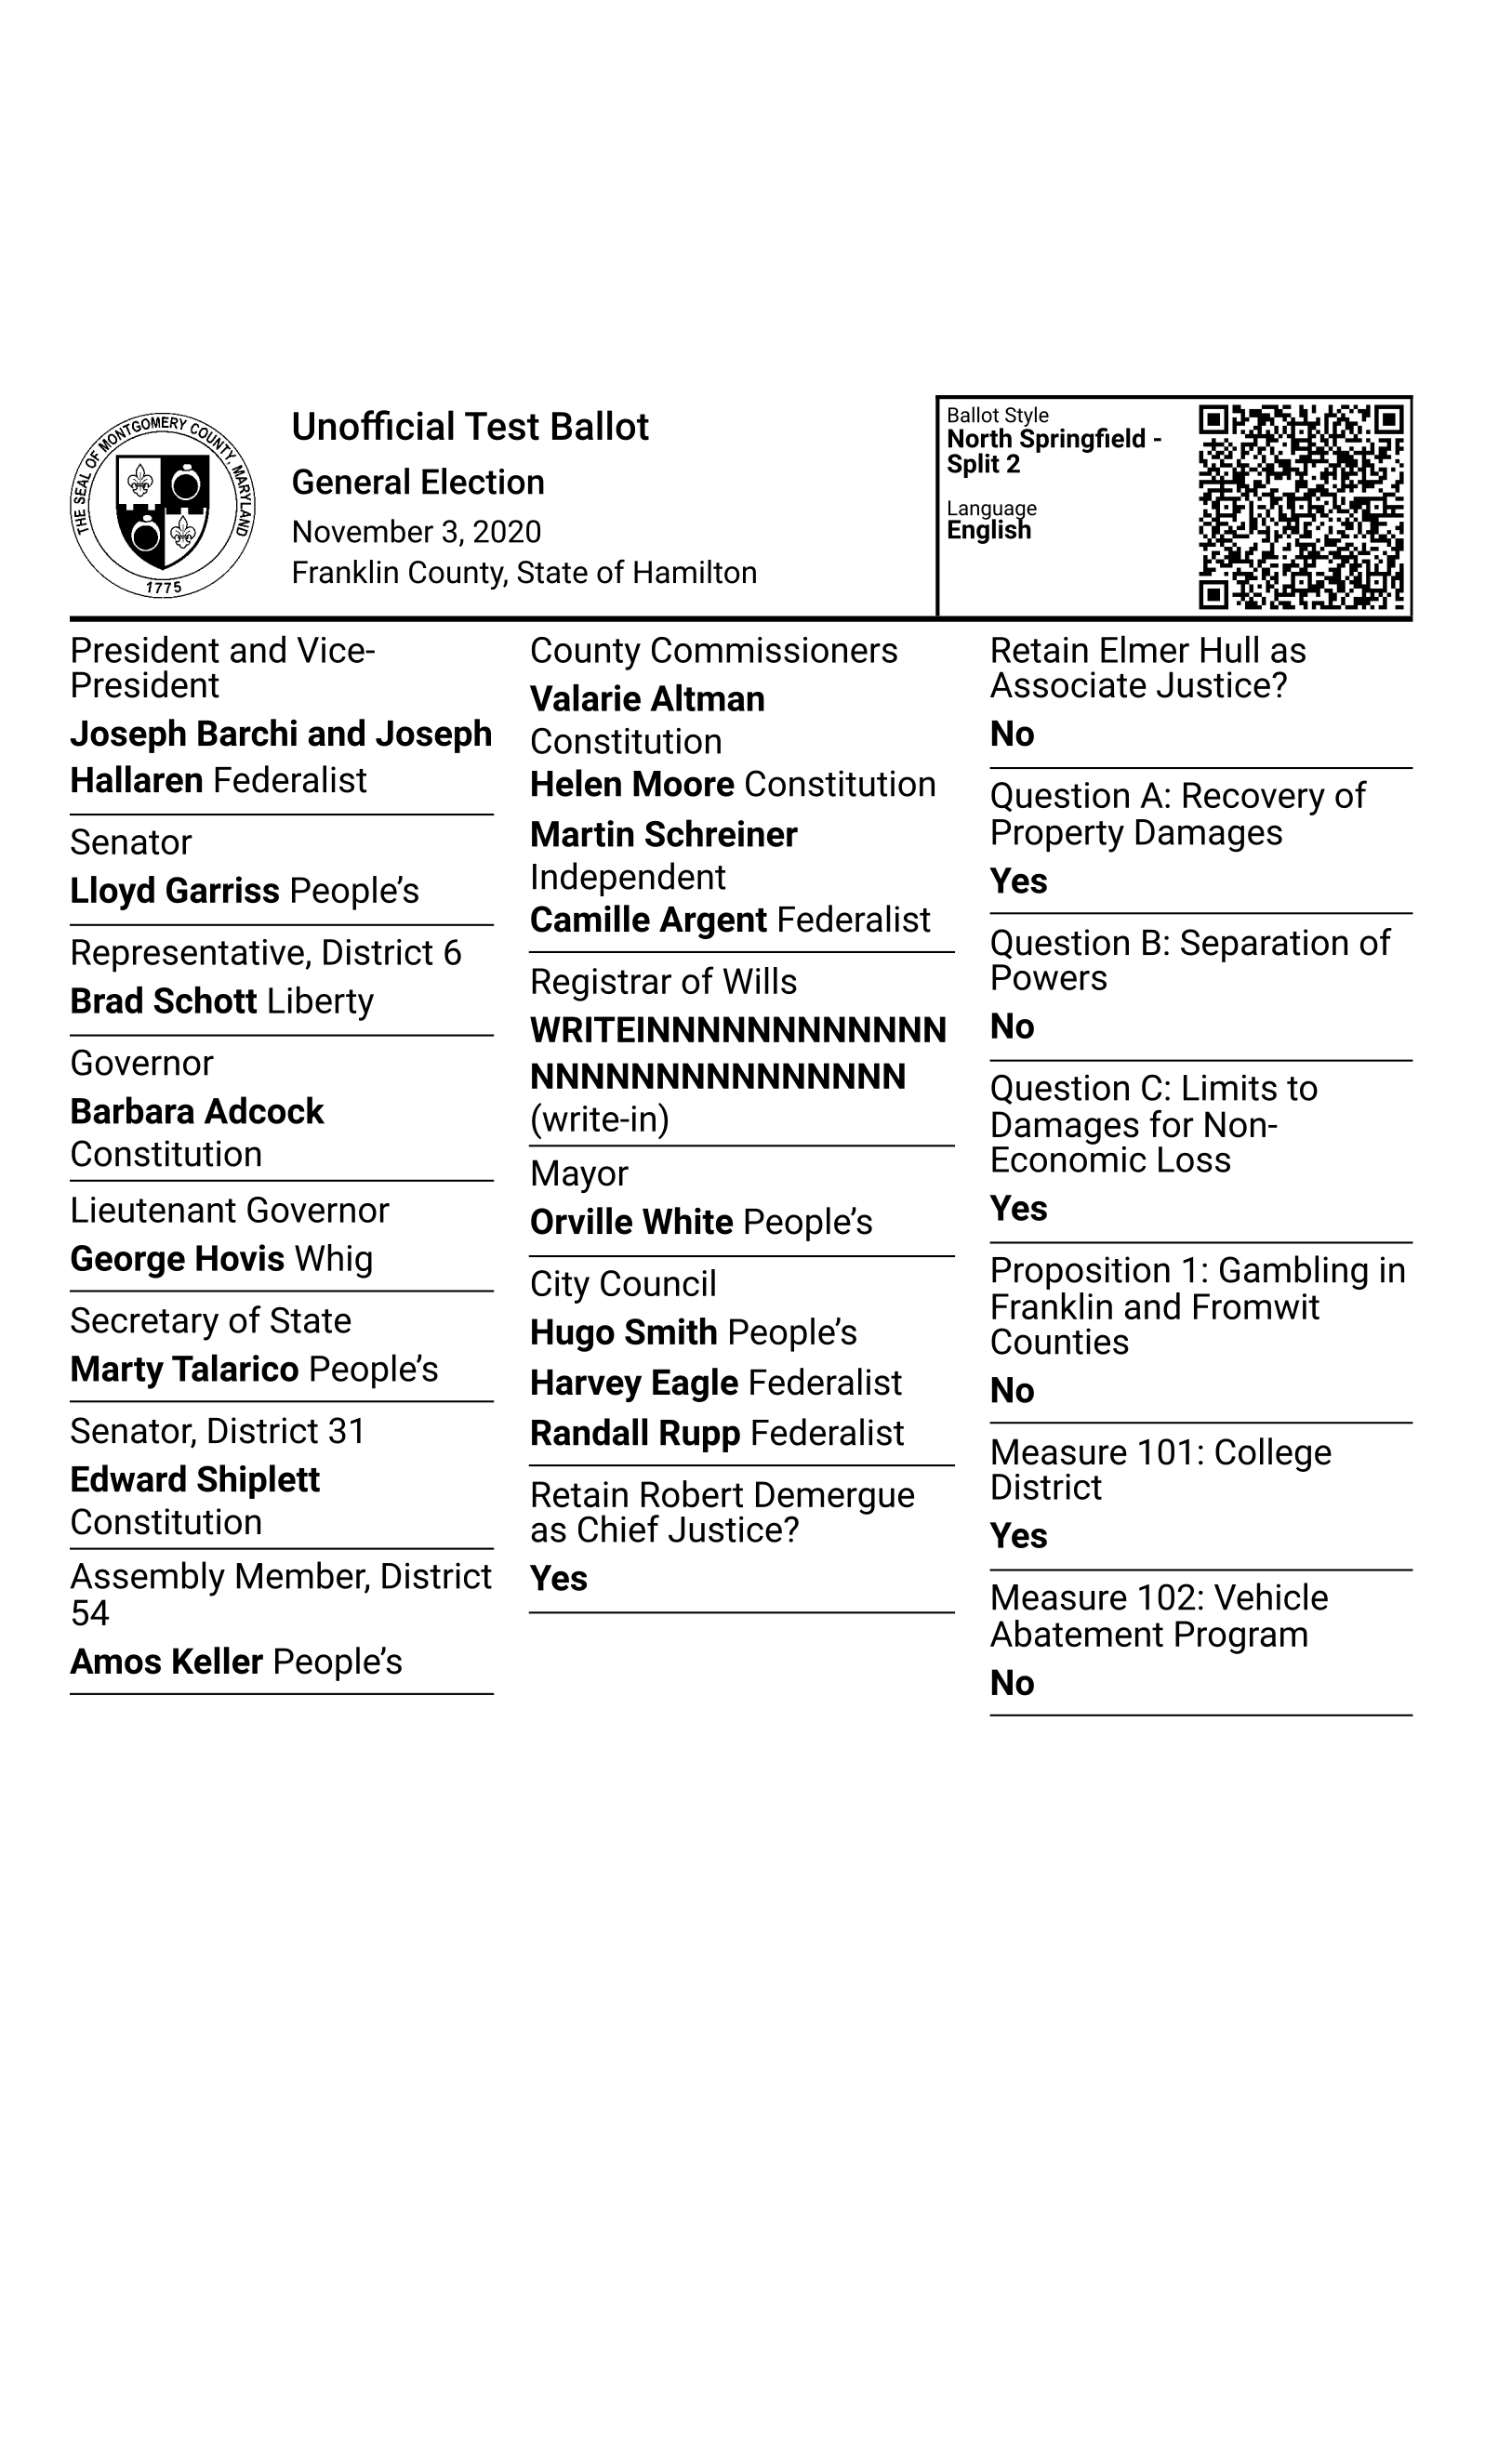 THE SEAL OF MONTGOMERY COUNTY, MARYLAND
1775
Unofficial Test Ballot
General Election
November 3, 2020
Franklin County, State of Hamilton
Ballot Style
North Springfield -
Split 2
Language
English
President and Vice-
President
Joseph Barchi and Joseph
Hallaren Federalist
Senator
Lloyd Garriss People’s
Representative, District 6
Brad Schott Liberty
Governor
Barbara Adcock
Constitution
Lieutenant Governor
George Hovis Whig
Secretary of State
Marty Talarico People’s
Senator, District 31
Edward Shiplett
Constitution
Assembly Member, District
54
Amos Keller People’s
County Commissioners
Valarie Altman
Constitution
Helen Moore Constitution
Martin Schreiner
Independent
Camille Argent Federalist
Registrar of Wills
WRITEINNNNNNNNNNNNN
NNNNNNNNNNNNNNN
(write-in)
Mayor
Orville White People’s
City Council
Hugo Smith People’s
Harvey Eagle Federalist
Randall Rupp Federalist
Retain Robert Demergue
as Chief Justice?
Yes
Retain Elmer Hull as
Associate Justice?
No
Question A: Recovery of
Property Damages
Yes
Question B: Separation of
Powers
No
Question C: Limits to
Damages for Non-
Economic Loss
Yes
Proposition 1: Gambling in
Franklin and Fromwit
Counties
No
Measure 101: College
District
Yes
Measure 102: Vehicle
Abatement Program
No